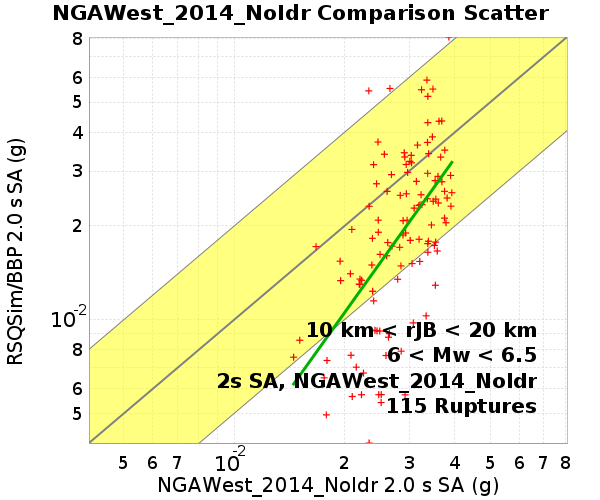 NGAWest_2014_NoIdr Comparison Scatter
8
6
5
4
3
2
10-2
8
6
5
RSQSim/BBP 2.0 s SA (g)
10 km < rJB < 20 km
6 < Mw < 6.5
2s SA, NGAWest_2014_NoIdr
115 Ruptures
5 6 7 10-2 2 3 4 5 6 7 8
NGAWest_2014_NoIdr 2.0 s SA (g)